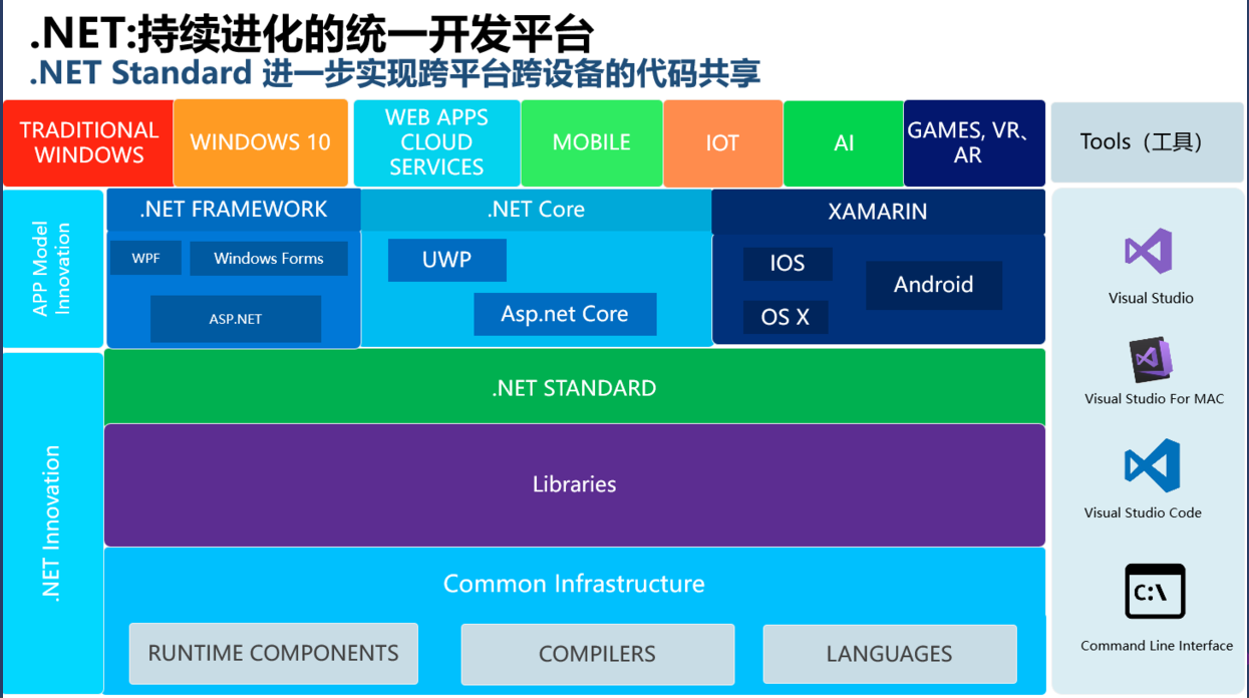 .NET:持续进化的统一开发平台
.NET Standard 进一步实现跨平台跨设备的代码共享
TRADITIONAL
WINDOWS
WINDOWS 10
WEB APPS
CLOUD
SERVICES
MOBILE
IOT
AI
GAMES, VR、
AR
Tools（工具）
APP Model
Innovation
.NET FRAMEWORK
WPF
Windows Forms
ASP.NET
.NET Core
UWP
Asp.net Core
XAMARIN
IOS
Android
OS X
.NET Innovation
.NET STANDARD
Libraries
Common Infrastructure
RUNTIME COMPONENTS
COMPILERS
LANGUAGES
Visual Studio
Visual Studio For MAC
Visual Studio Code
C:\
Command Line Interface